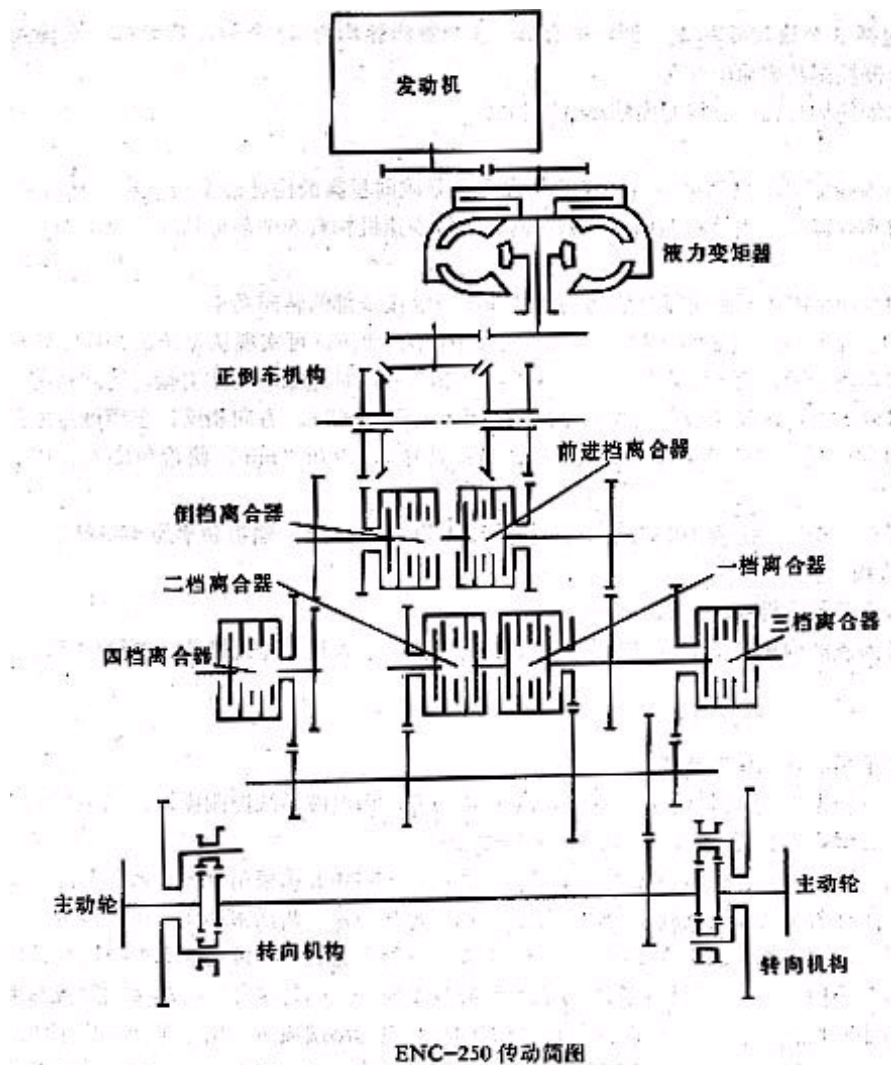 发动机
液力变矩器
正倒车机构
前进档离合器
倒档离合器
二档离合器
一档离合器
四档离合器
三档离合器
主动轮
主动轮
转向机构
转向机构
ENC-250 传动简图